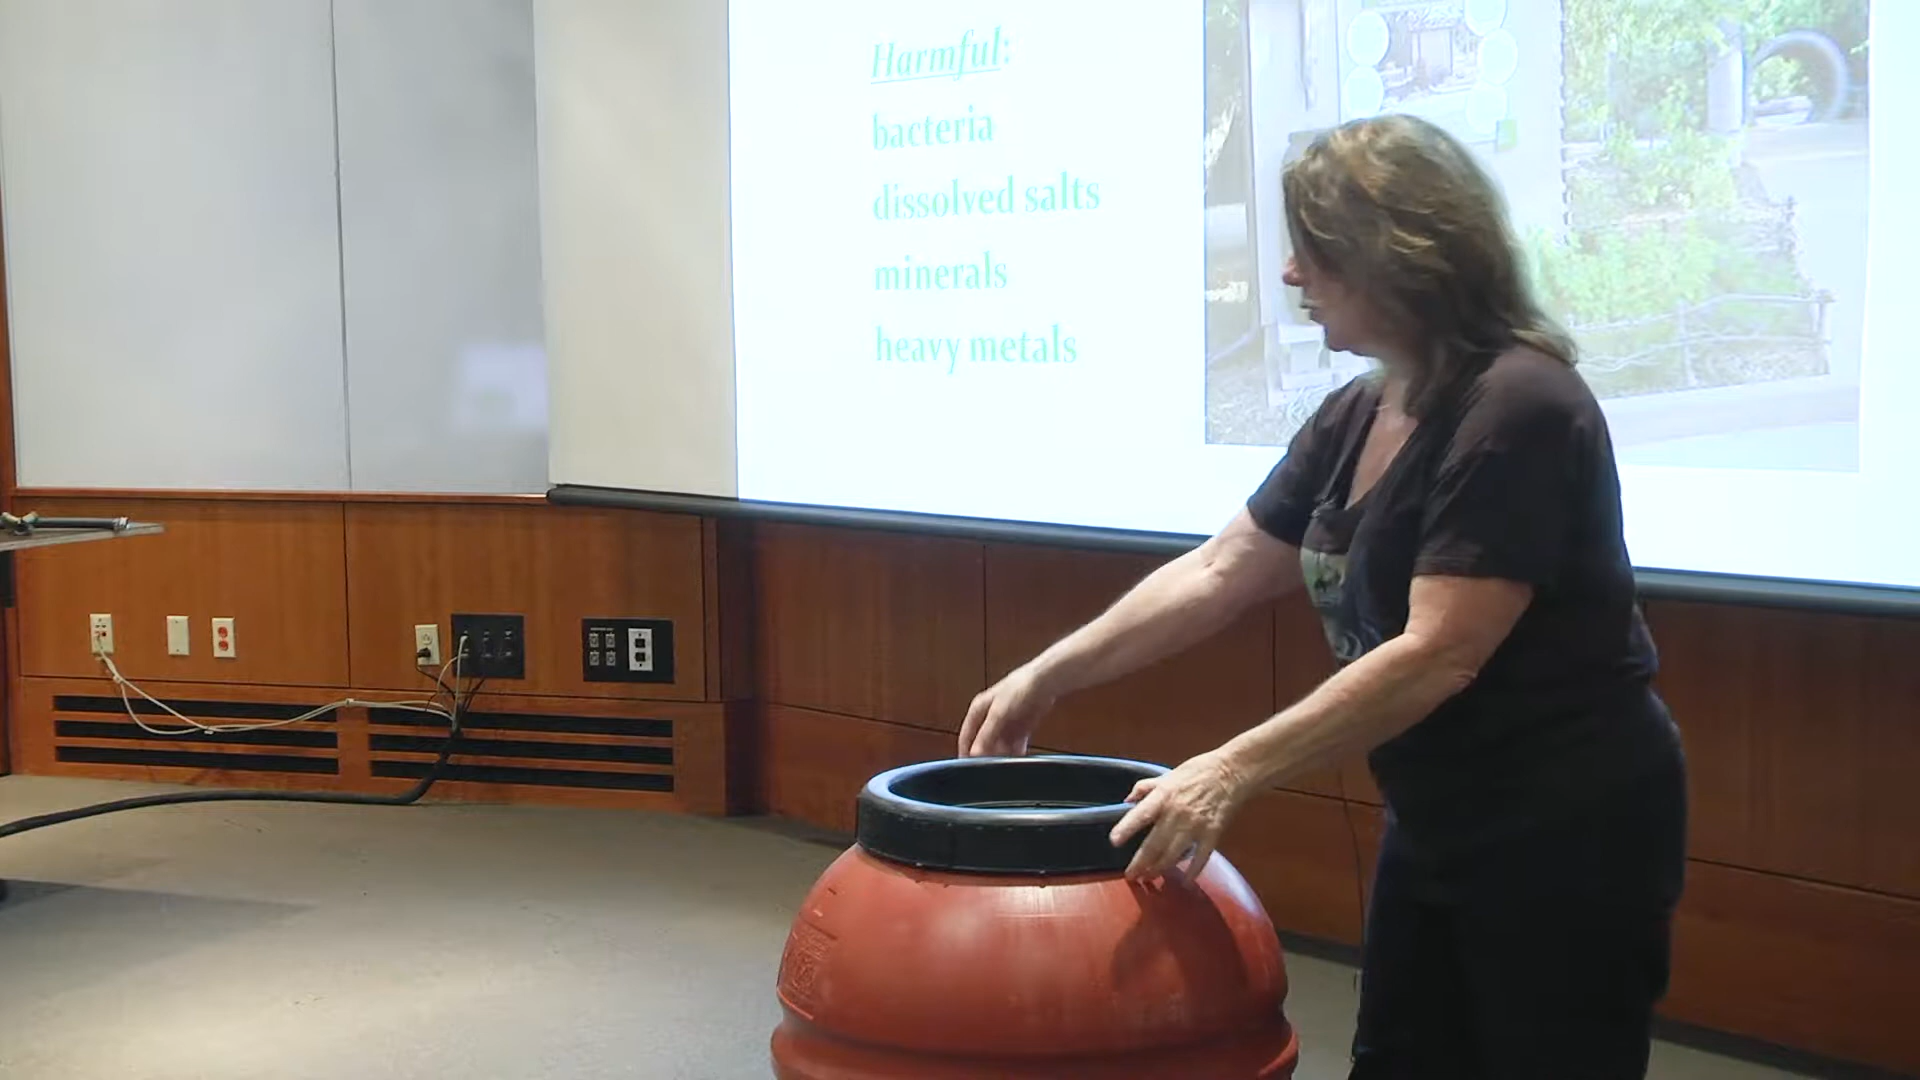 Harmful:
bacteria
dissolved salts
minerals
heavy metals